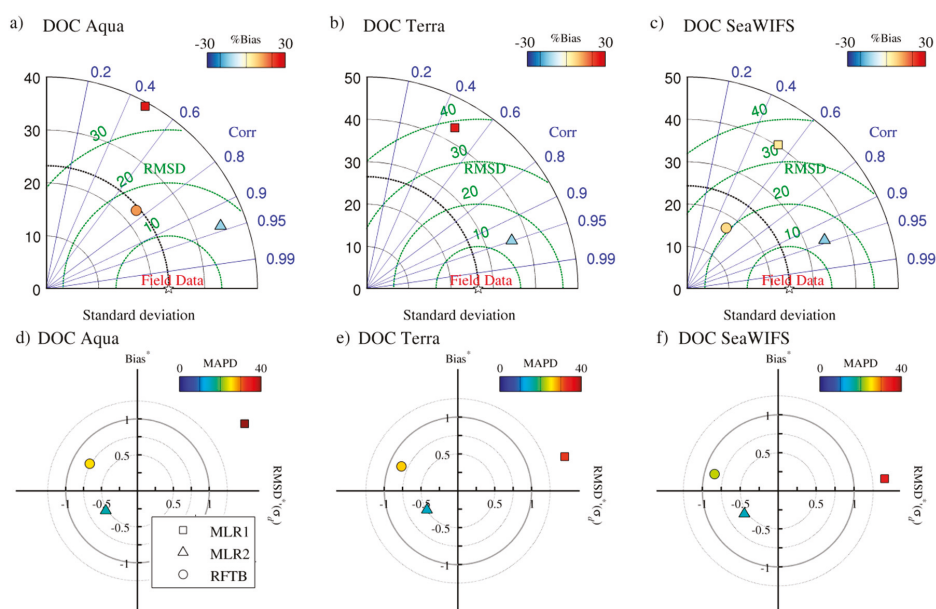 a) DOC Aqua
b) DOC Terra
c) DOC SeaWIFS
%Bias
-30 30
%Bias
-30 30
%Bias
-30 30
40
30
20
10
0
0.2
0.4
0.6
Corr
0.8
0.9
0.95
0.99
30
RMSD
20
10
Field Data
Standard deviation
50
40
30
20
10
0
0.2
0.4
0.6
Corr
0.8
0.9
0.95
0.99
40
30
RMSD
20
10
Field Data
Standard deviation
50
40
30
20
10
0
0.2
0.4
0.6
Corr
0.8
0.9
0.95
0.99
40
30
RMSD
20
10
Field Data
Standard deviation
d) DOC Aqua
e) DOC Terra
f) DOC SeaWIFS
Bias*
MAPD
0 40
1
0.5
-1 -0.5 0.5 1
-0.5
-1
RMSD*(σd)
MLR1
MLR2
RFTB
Bias*
MAPD
0 40
1
0.5
-1 -0.5 0.5 1
-0.5
-1
RMSD*(σd)
Bias*
MAPD
0 40
1
0.5
-1 -0.5 0.5 1
-0.5
-1
RMSD*(σd)